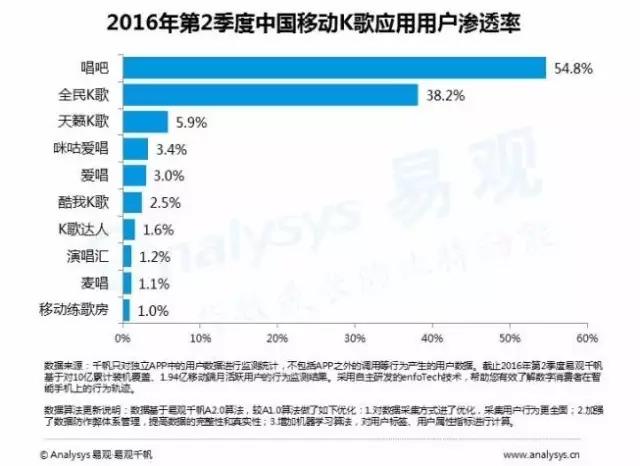 2016年第2季度中国移动K歌应用用户渗透率
唱吧 54.8%
全民K歌 38.2%
天籁K歌 5.9%
咪咕爱唱 3.4%
爱唱 3.0%
酷我K歌 2.5%
K歌达人 1.6%
演唱汇 1.2%
麦唱 1.1%
移动练歌房 1.0%
0% 10% 20% 30% 40% 50% 60%
Analysys 易观
数据来源:千帆只对独立APP中的用户数据进行监测统计,不包括APP之外的调用等行为产生的用户数据。截止2016年第2季度易观千帆
基于对10亿累计装机覆盖、1.94亿移动端月活跃用户的行为监测结果。采用自主研发的enfoTech技术,帮助您有效了解数字消费者在智
能手机上的行为轨迹。
数据算法更新说明:数据基于易观千帆A2.0算法,较A1.0算法做了如下优化:1.对数据采集方式进了优化,采集用户行为更全面;2.加强
了数据防作弊体系管理,提高数据的完整性和真实性;3.增加机器学习算法,对用户标签、用户属性指标进行计算。
© Analysys 易观·易观千帆
www.analysys.cn